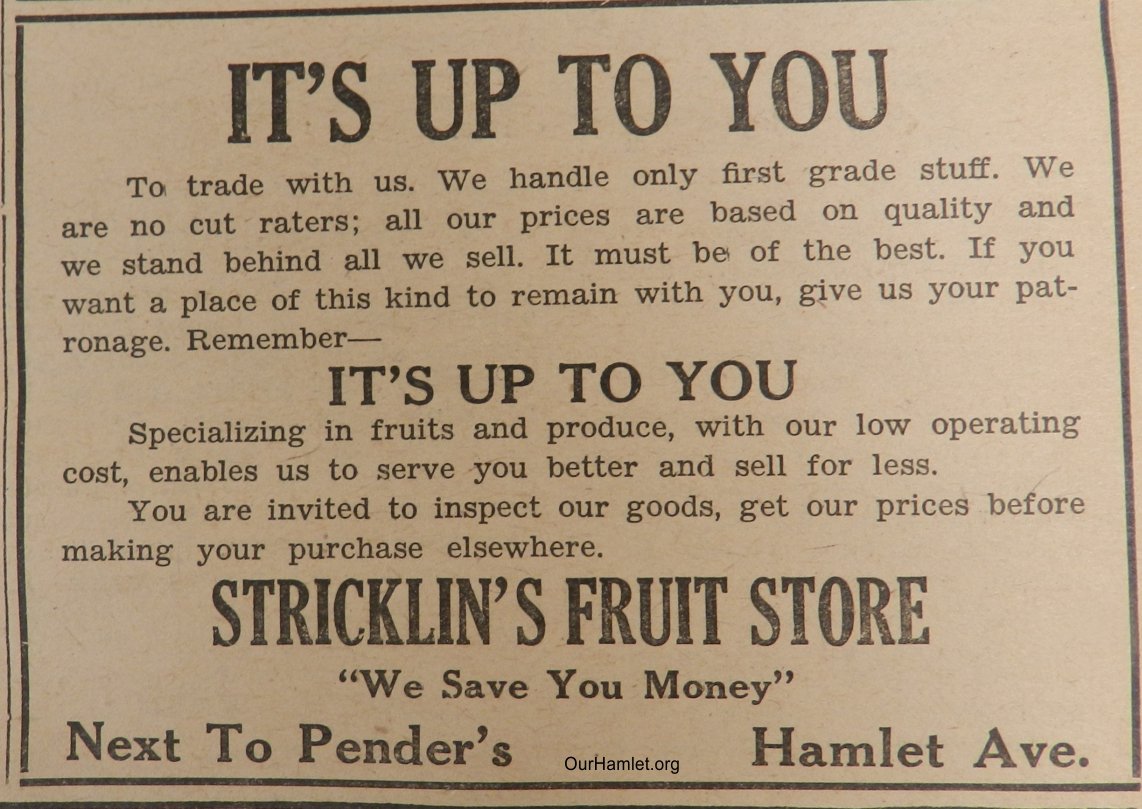 IT'S UP TO YOU
To trade with us. We handle only first grade stuff. We
are no cut raters; all our prices are based on quality and
we stand behind all we sell. It must be of the best. If you
want a place of this kind to remain with you, give us your pat-
ronage. Remember—
IT'S UP TO YOU
Specializing in fruits and produce, with our low operating
cost, enables us to serve you better and sell for less.
You are invited to inspect our goods, get our prices before
making your purchase elsewhere.
STRICKLIN'S FRUIT STORE
“We Save You Money”
Next To Pender's Hamlet Ave.
OurHamlet.org